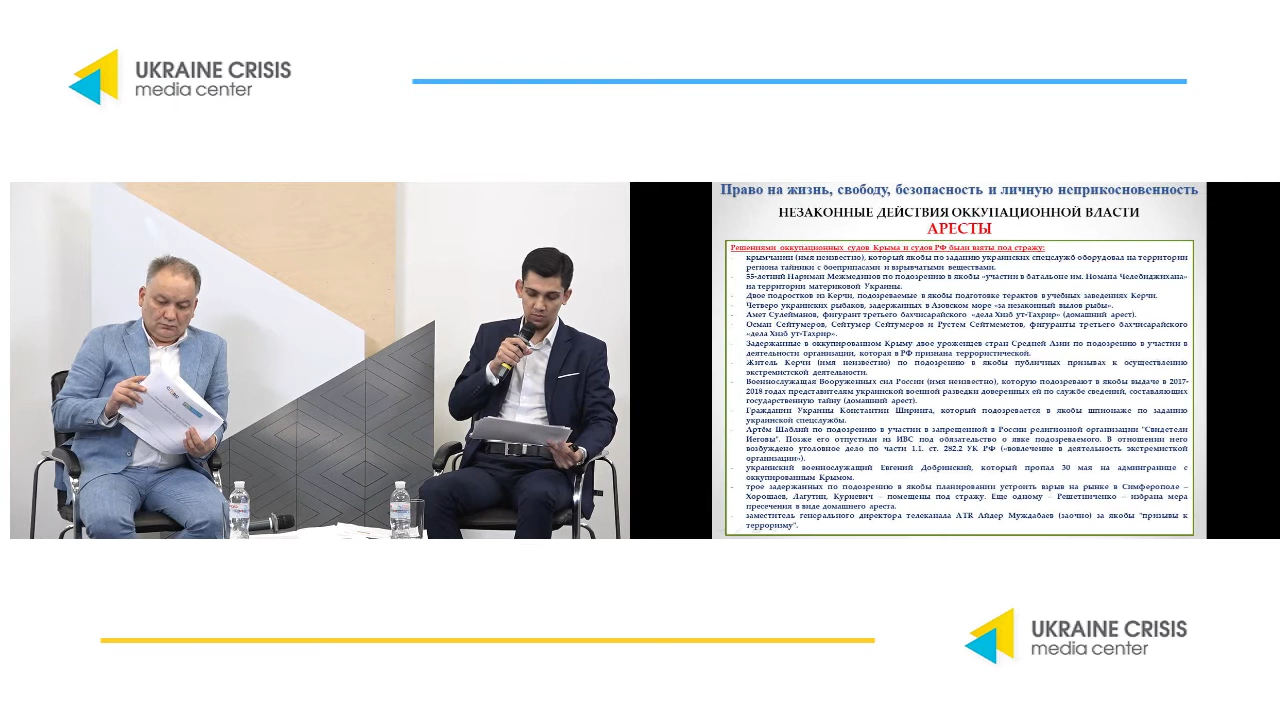 UKRAINE CRISIS
media center
Право на жизнь, свободу, безопасность и личную неприкосновенность
НЕЗАКОННЫЕ ДЕЙСТВИЯ ОККУПАЦИОННОЙ ВЛАСТИ
АРЕСТЫ
Решениями оккупационных судов Крыма и судов РФ были взяты под стражу:
- крымчанин (имя неизвестно), который якобы по заданию украинских спецслужб оборудовал на территории
региона тайники с боеприпасами и взрывчатыми веществами.
- 55-летний Нариман Межмединов по подозрению в якобы «участии в батальоне им. Номана Челебиджихана»
на территории материковой Украины.
- Двое подростков из Керчи, подозреваемые в якобы подготовке терактов в учебных заведениях Керчи.
- Четверо украинских рыбаков, задержанных в Азовском море «за незаконный вылов рыбы».
- Амет Сулейманов, фигурант третьего бахчисарайского «дела Хизб ут-Тахрир» (домашний арест).
- Осман Сейтумеров, Сейтумер Сейтумеров и Рустем Сейтмеметов, фигуранты третьего бахчисарайского
«дела Хизб ут-Тахрир».
- Задержанные в оккупированном Крыму двое уроженцев стран Средней Азии по подозрению в участии в
деятельности организации, которая в РФ признана террористической.
- Житель Керчи (имя неизвестно) по подозрению в якобы публичных призывах к осуществлению
экстремистской деятельности.
- Военнослужащая Вооруженных сил России (имя неизвестно), которую подозревают в якобы выдаче в 2017-
2018 годах представителям украинской военной разведки доверенных ей по службе сведений, составляющих
государственную тайну (домашний арест).
- Гражданин Украины Константин Ширинга, который подозревается в якобы шпионаже по заданию
украинской спецслужбы.
- Артём Шаблий по подозрению в участии в запрещенной в России религиозной организации "Свидетели
Иеговы". Позже его отпустили из ИВС под обязательство о явке подозреваемого. В отношении него
возбуждено уголовное дело по части 1.1. ст. 282.2 УК РФ («вовлечение в деятельность экстремисткой
организации»).
- украинский военнослужащий Евгений Добринский, который пропал 30 мая на админгранице с
оккупированным Крымом.
- трое задержанных по подозрению в якобы планировании устроить взрыв на рынке в Симферополе –
Хорошаев, Лагутин, Курневич – помещены под стражу. Еще одному – Решетниченко – избрана мера
пресечения в виде домашнего ареста.
- заместитель генерального директора телеканала ATR Айдер Муждабаев (заочно) за якобы "призывы к
терроризму".
UKRAINE CRISIS
media center